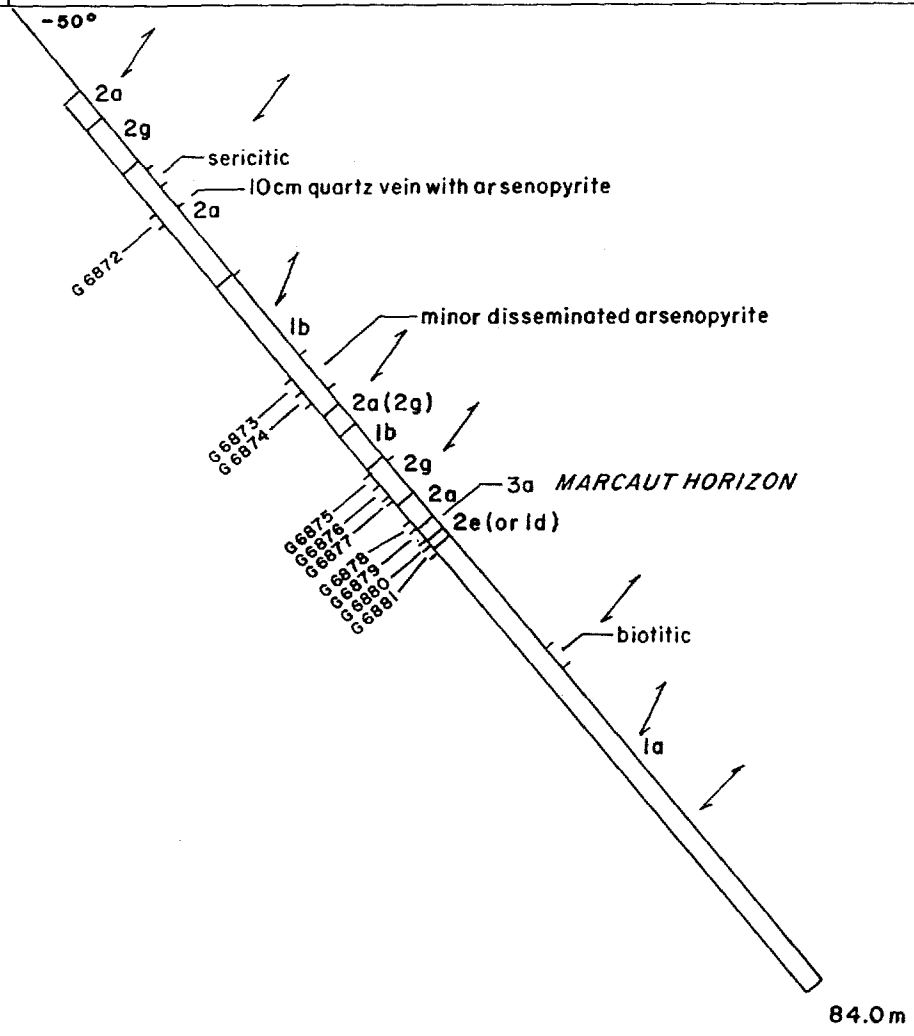 -50°
2a
2g
sericitic
10cm quartz vein with arsenopyrite
2a
G6872
1b
minor disseminated arsenopyrite
2a(2g)
1b
G6873
G6874
2g
3a MARCAUT HORIZON
2a
2e(or 1d)
G6875
G6876
G6877
G6878
G6879
G6880
G6881
biotitic
1a
84.0m